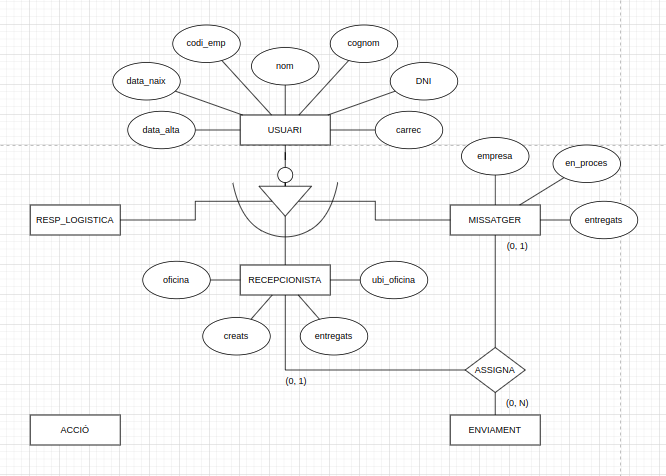 codi_emp
cognom
nom
data_naix
DNI
data_alta
USUARI
carrec
empresa
en_proces
RESP_LOGISTICA
MISSATGER
entregats
(0, 1)
oficina
RECEPCIONISTA
ubi_oficina
creats
entregats
ASSIGNA
(0, 1)
(0, N)
ACCIÓ
ENVIAMENT